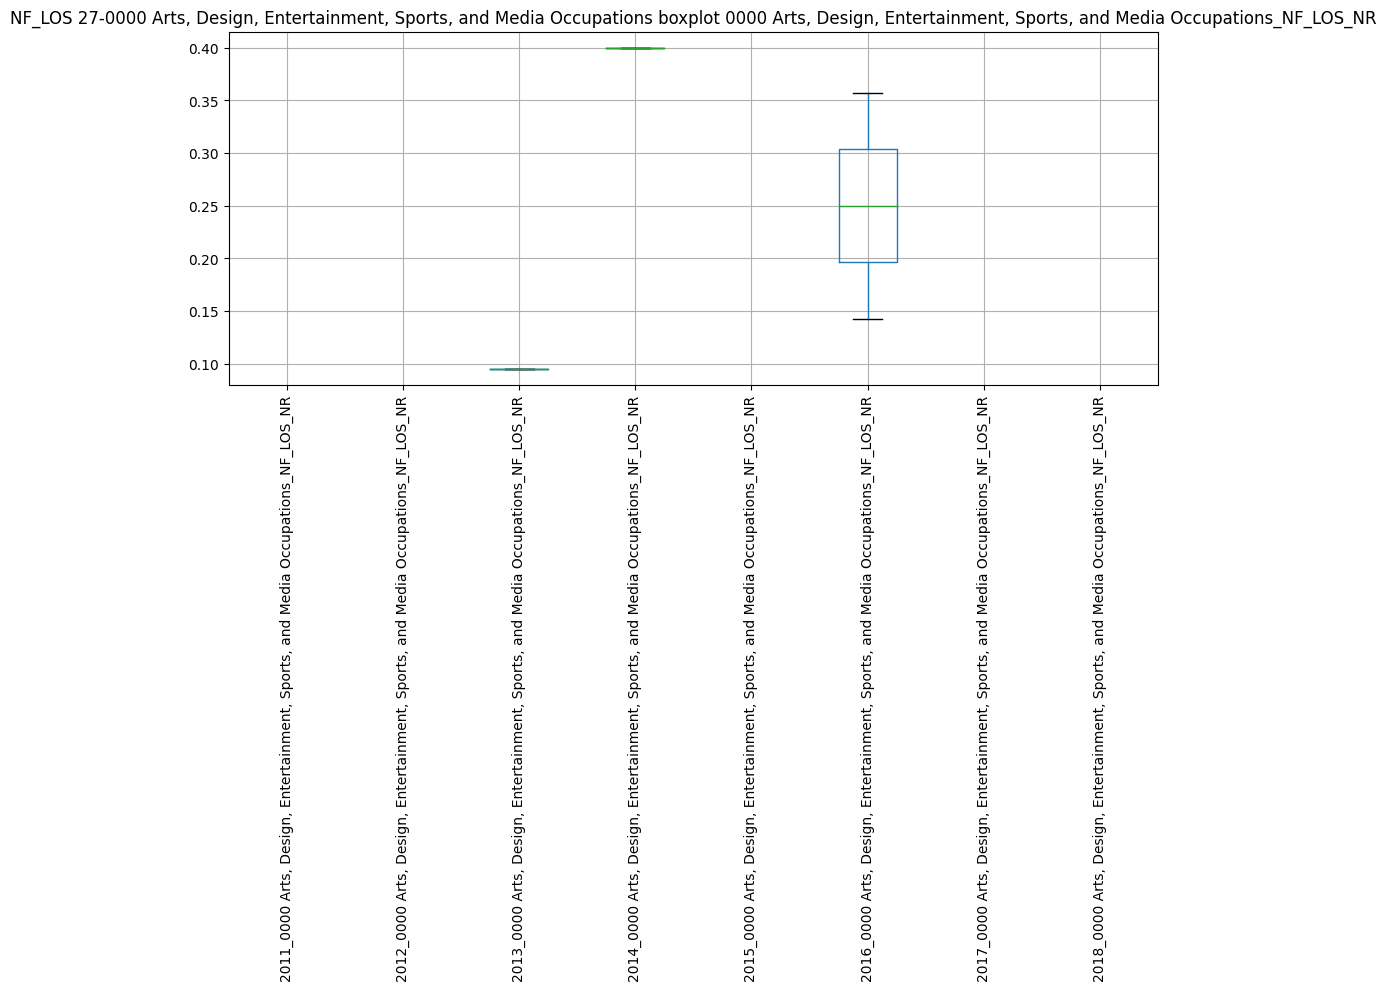 NF_LOS 27-0000 Arts, Design, Entertainment, Sports, and Media Occupations boxplot 0000 Arts, Design, Entertainment, Sports, and Media Occupations_NF_LOS_NR
0.40
0.35
0.30
0.25
0.20
0.15
0.10
2011_0000 Arts, Design, Entertainment, Sports, and Media Occupations_NF_LOS_NR
2012_0000 Arts, Design, Entertainment, Sports, and Media Occupations_NF_LOS_NR
2013_0000 Arts, Design, Entertainment, Sports, and Media Occupations_NF_LOS_NR
2014_0000 Arts, Design, Entertainment, Sports, and Media Occupations_NF_LOS_NR
2015_0000 Arts, Design, Entertainment, Sports, and Media Occupations_NF_LOS_NR
2016_0000 Arts, Design, Entertainment, Sports, and Media Occupations_NF_LOS_NR
2017_0000 Arts, Design, Entertainment, Sports, and Media Occupations_NF_LOS_NR
2018_0000 Arts, Design, Entertainment, Sports, and Media Occupations_NF_LOS_NR